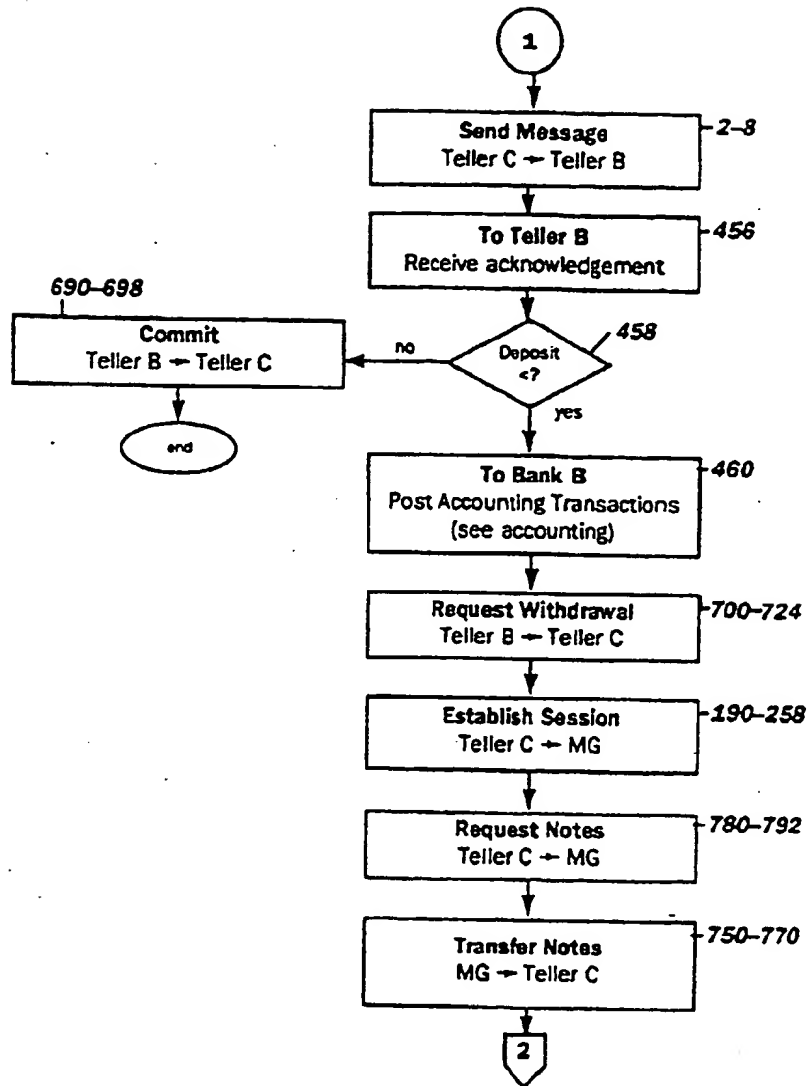 1
Send Message
Teller C → Teller B
2–8
To Teller B
Receive acknowledgement
456
690–698
Commit
Teller B → Teller C
no
Deposit
<?
458
end
yes
To Bank B
Post Accounting Transactions
(see accounting)
460
Request Withdrawal
Teller B → Teller C
700–724
Establish Session
Teller C → MG
190–258
Request Notes
Teller C → MG
780–792
Transfer Notes
MG → Teller C
750–770
2